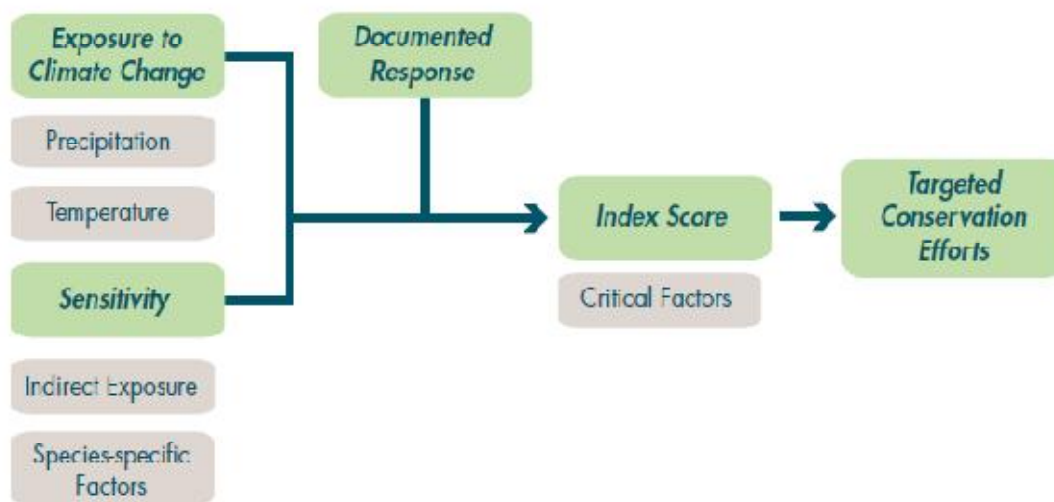 Exposure to
Climate Change
Documented
Response
Precipitation
Temperature
Sensitivity
Indirect Exposure
Species-specific
Factors
Index Score
Critical Factors
Targeted
Conservation
Efforts